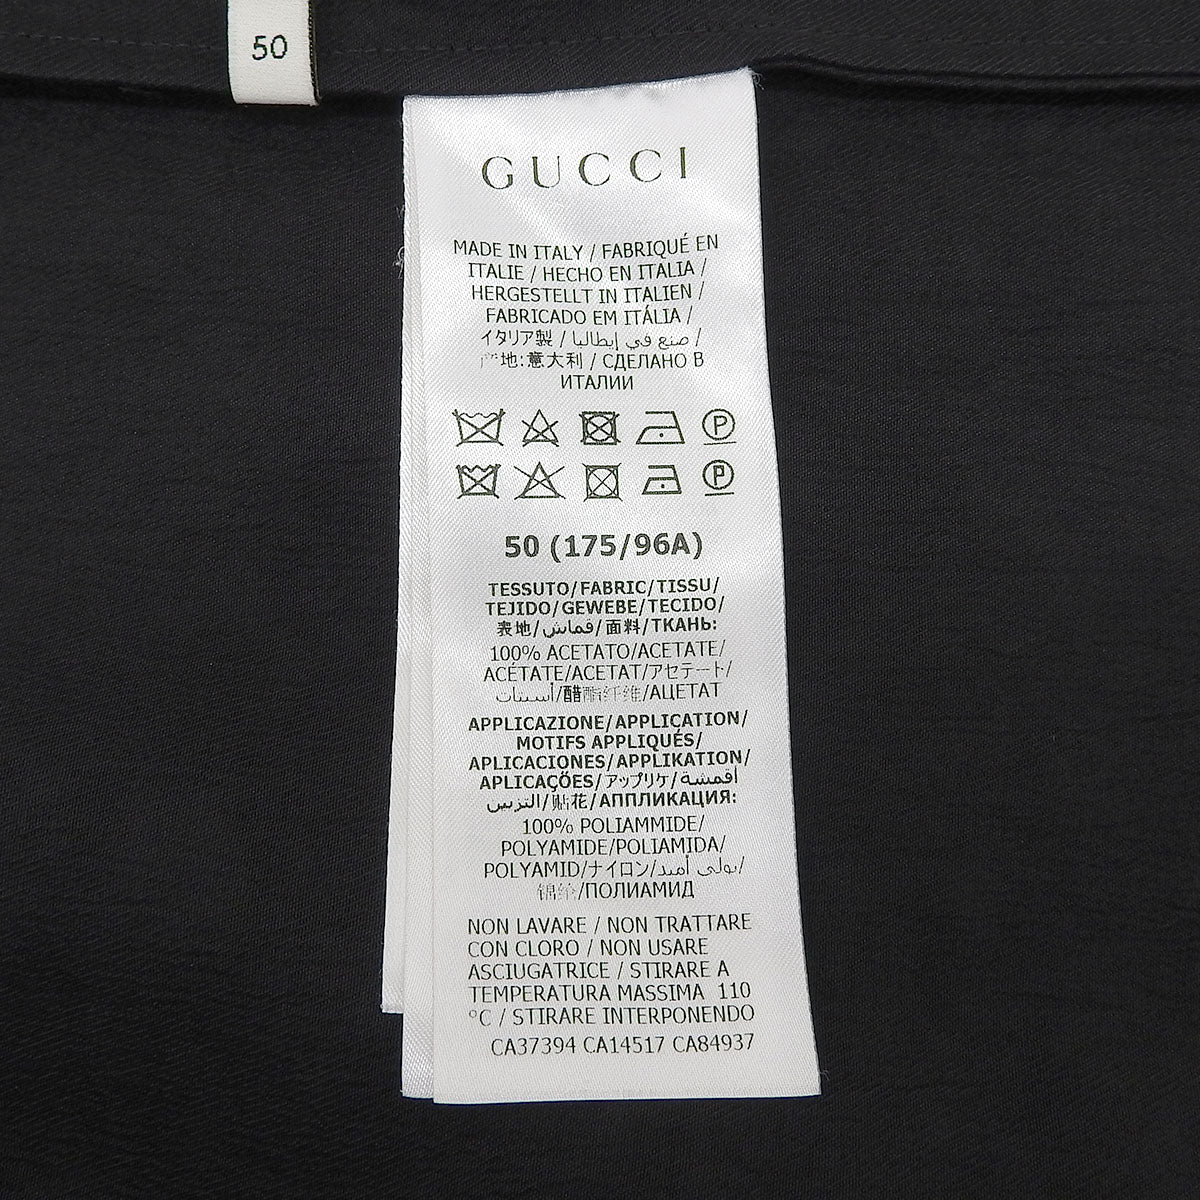 50
GUCCI
MADE IN ITALY / FABRIQUÉ EN
ITALIE / HECHO EN ITALIA /
HERGESTELLT IN ITALIEN /
FABRICADO EM ITÁLIA /
イタリア製 / صنع في إيطاليا /
地:意大利 / СДЕЛАНО В
ИТАЛИИ
P
P
50 (175/96A)
TESSUTO/FABRIC/TISSU/
TEJIDO/GEWEBE/TECIDO/
表地/قماش/面料/ТКАНЬ:
100% ACETATO/ACETATE/
ACÉTATE/ACETAT/アセテート/
أسيتات/醋酯纤维/АЦЕТАТ
APPLICAZIONE/APPLICATION/
MOTIFS APPLIQUÉS/
APLICACIONES/APPLIKATION/
APLICAÇÕES/アップリケ/أقمشة
التزيين/贴花/АППЛИКАЦИЯ:
100% POLIAMMIDE/
POLYAMIDE/POLIAMIDA/
POLYAMID/ナイロン/بولي أميد/
锦纶/ПОЛИАМИД
NON LAVARE / NON TRATTARE
CON CLORO / NON USARE
ASCIUGATRICE / STIRARE A
TEMPERATURA MASSIMA 110
°C / STIRARE INTERPONENDO
CA37394 CA14517 CA84937